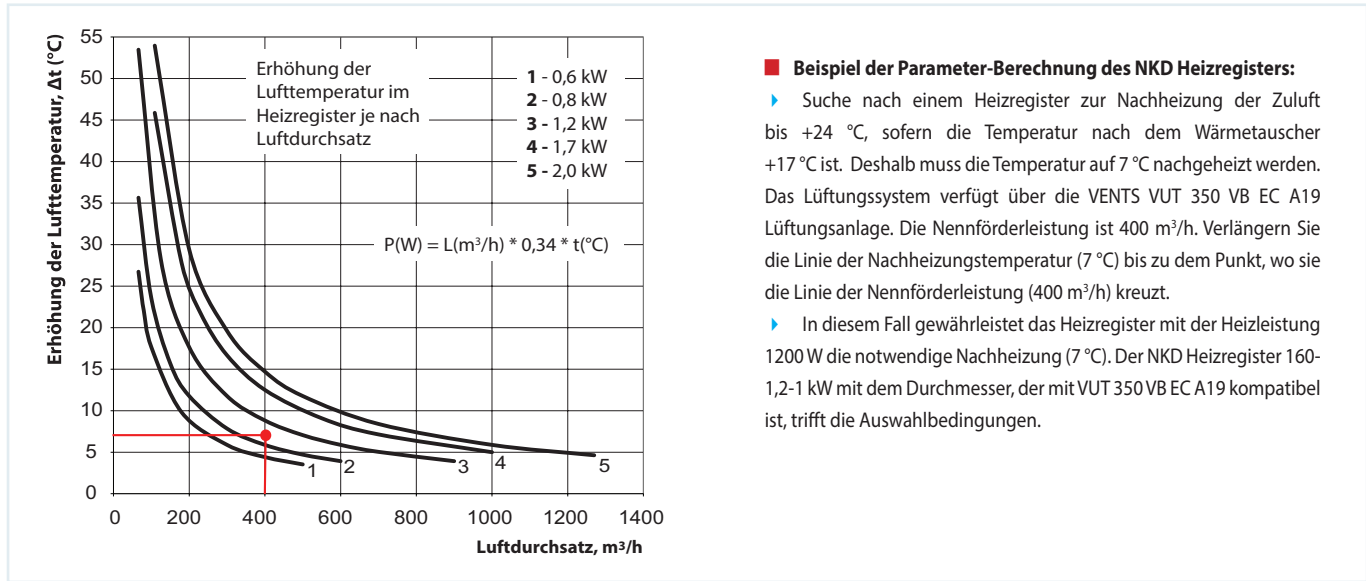 Erhöhung der Lufttemperatur, Δt (°C)
55
50
45
40
35
30
25
20
15
10
5
0
Erhöhung der
Lufttemperatur im
Heizregister je nach
Luftdurchsatz
1 - 0,6 kW
2 - 0,8 kW
3 - 1,2 kW
4 - 1,7 kW
5 - 2,0 kW
P(W) = L(m³/h) * 0,34 * t(°C)
1
2
3
4
5
0
200
400
600
800
1000
1200
1400
Luftdurchsatz, m³/h
Beispiel der Parameter-Berechnung des NKD Heizregisters:
Suche nach einem Heizregister zur Nachheizung der Zuluft
bis +24 °C, sofern die Temperatur nach dem Wärmetauscher
+17 °C ist. Deshalb muss die Temperatur auf 7 °C nachgeheizt werden.
Das Lüftungssystem verfügt über die VENTS VUT 350 VB EC A19
Lüftungsanlage. Die Nennförderleistung ist 400 m³/h. Verlängern Sie
die Linie der Nachheizungstemperatur (7 °C) bis zu dem Punkt, wo sie
die Linie der Nennförderleistung (400 m³/h) kreuzt.
In diesem Fall gewährleistet das Heizregister mit der Heizleistung
1200 W die notwendige Nachheizung (7 °C). Der NKD Heizregister 160-
1,2-1 kW mit dem Durchmesser, der mit VUT 350 VB EC A19 kompatibel
ist, trifft die Auswahlbedingungen.